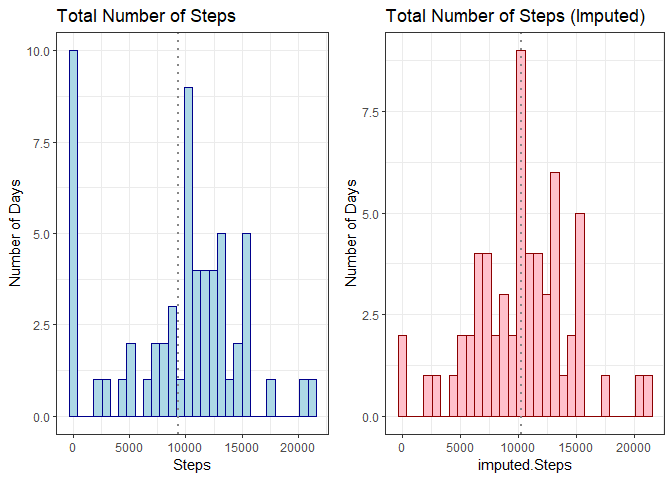 Total Number of Steps
Number of Days
10.0
7.5
5.0
2.5
0.0
0 5000 10000 15000 20000
Steps
Total Number of Steps (Imputed)
Number of Days
7.5
5.0
2.5
0.0
0 5000 10000 15000 20000
imputed.Steps